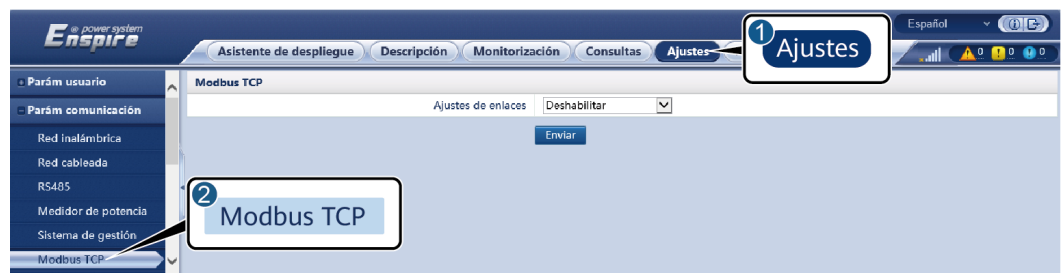 Español
power system
Enspire
Asistente de despliegue Descripción Monitorización Consultas Ajustes
1 Ajustes
0 0 0
Parám usuario
Modbus TCP
Parám comunicación
Ajustes de enlaces Deshabilitar
Red inalámbrica
Enviar
Red cableada
RS485
Medidor de potencia
2 Modbus TCP
Sistema de gestión
Modbus TCP